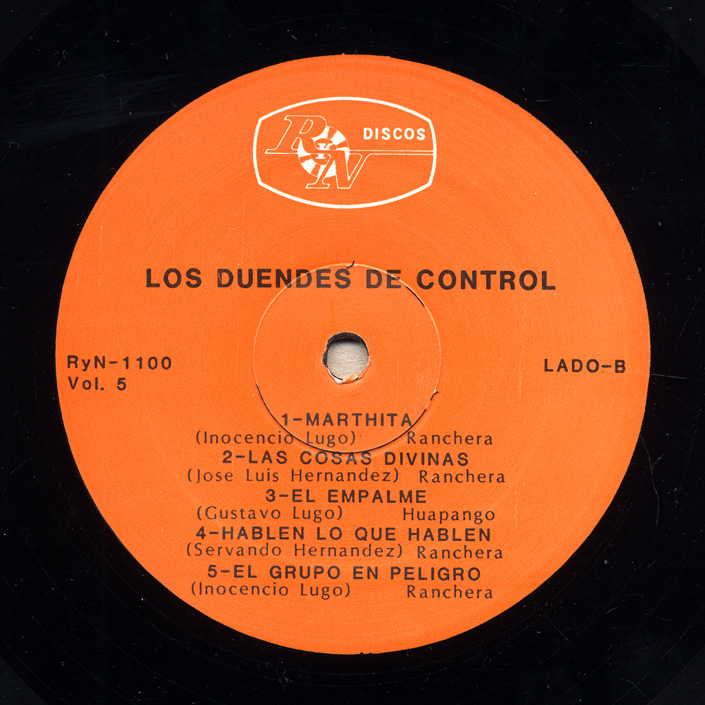 RyN DISCOS
LOS DUENDES DE CONTROL
RyN-1100
Vol. 5
LADO-B
1-MARTHITA
(Inocencio Lugo) Ranchera
2-LAS COSAS DIVINAS
(Jose Luis Hernandez) Ranchera
3-EL EMPALME
(Gustavo Lugo) Huapango
4-HABLEN LO QUE HABLEN
(Servando Hernandez) Ranchera
5-EL GRUPO EN PELIGRO
(Inocencio Lugo) Ranchera